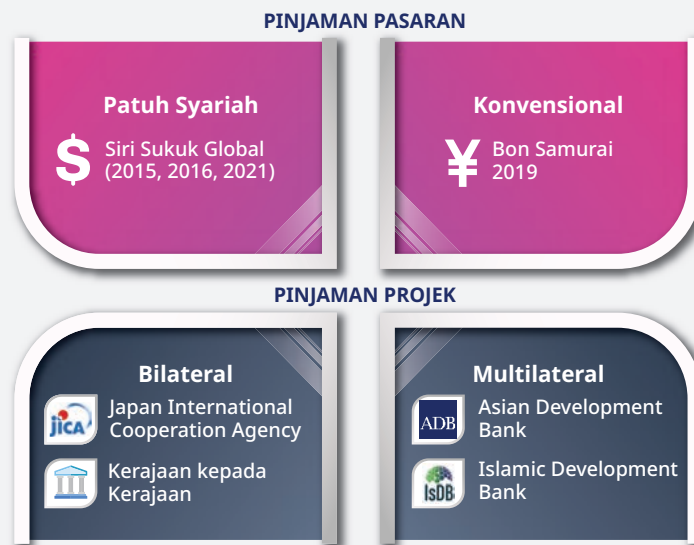 PINJAMAN PASARAN
Patuh Syariah
$ Siri Sukuk Global
(2015, 2016, 2021)
Konvensional
¥ Bon Samurai
2019
PINJAMAN PROJEK
Bilateral
jICA
Japan International
Cooperation Agency
Kerajaan kepada
Kerajaan
Multilateral
ADB
Asian Development
Bank
IsDB
Islamic Development
Bank